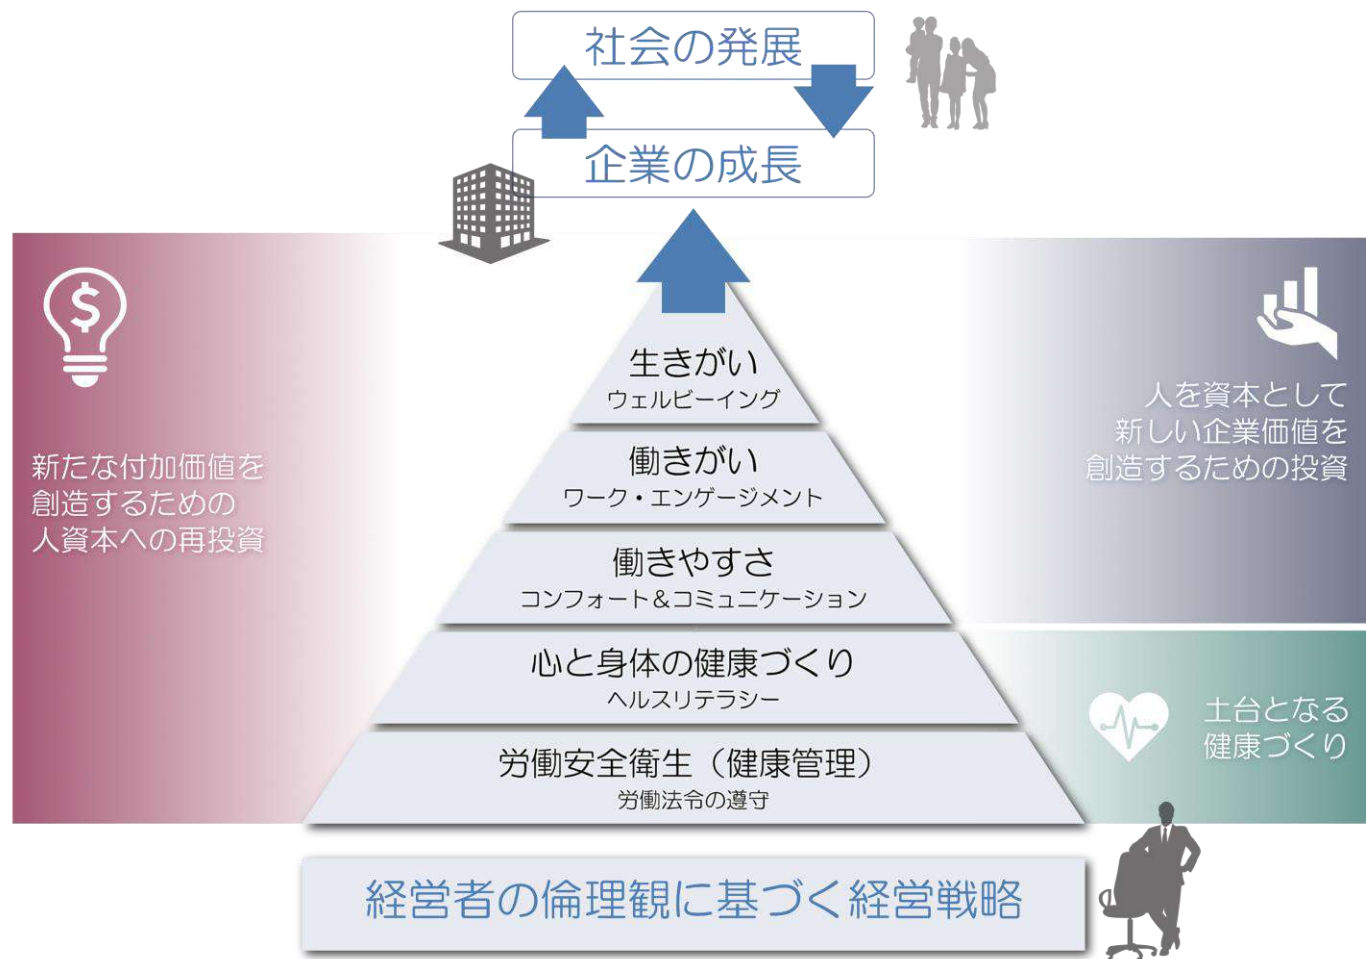 社会の発展
企業の成長
新たな付加価値を
創造するための
人資本への再投資
生きがい
ウェルビーイング
働きがい
ワーク・エンゲージメント
働きやすさ
コンフォート＆コミュニケーション
心と身体の健康づくり
ヘルスリテラシー
労働安全衛生（健康管理）
労働法令の遵守
人を資本として
新しい企業価値を
創造するための投資
土台となる
健康づくり
経営者の倫理観に基づく経営戦略